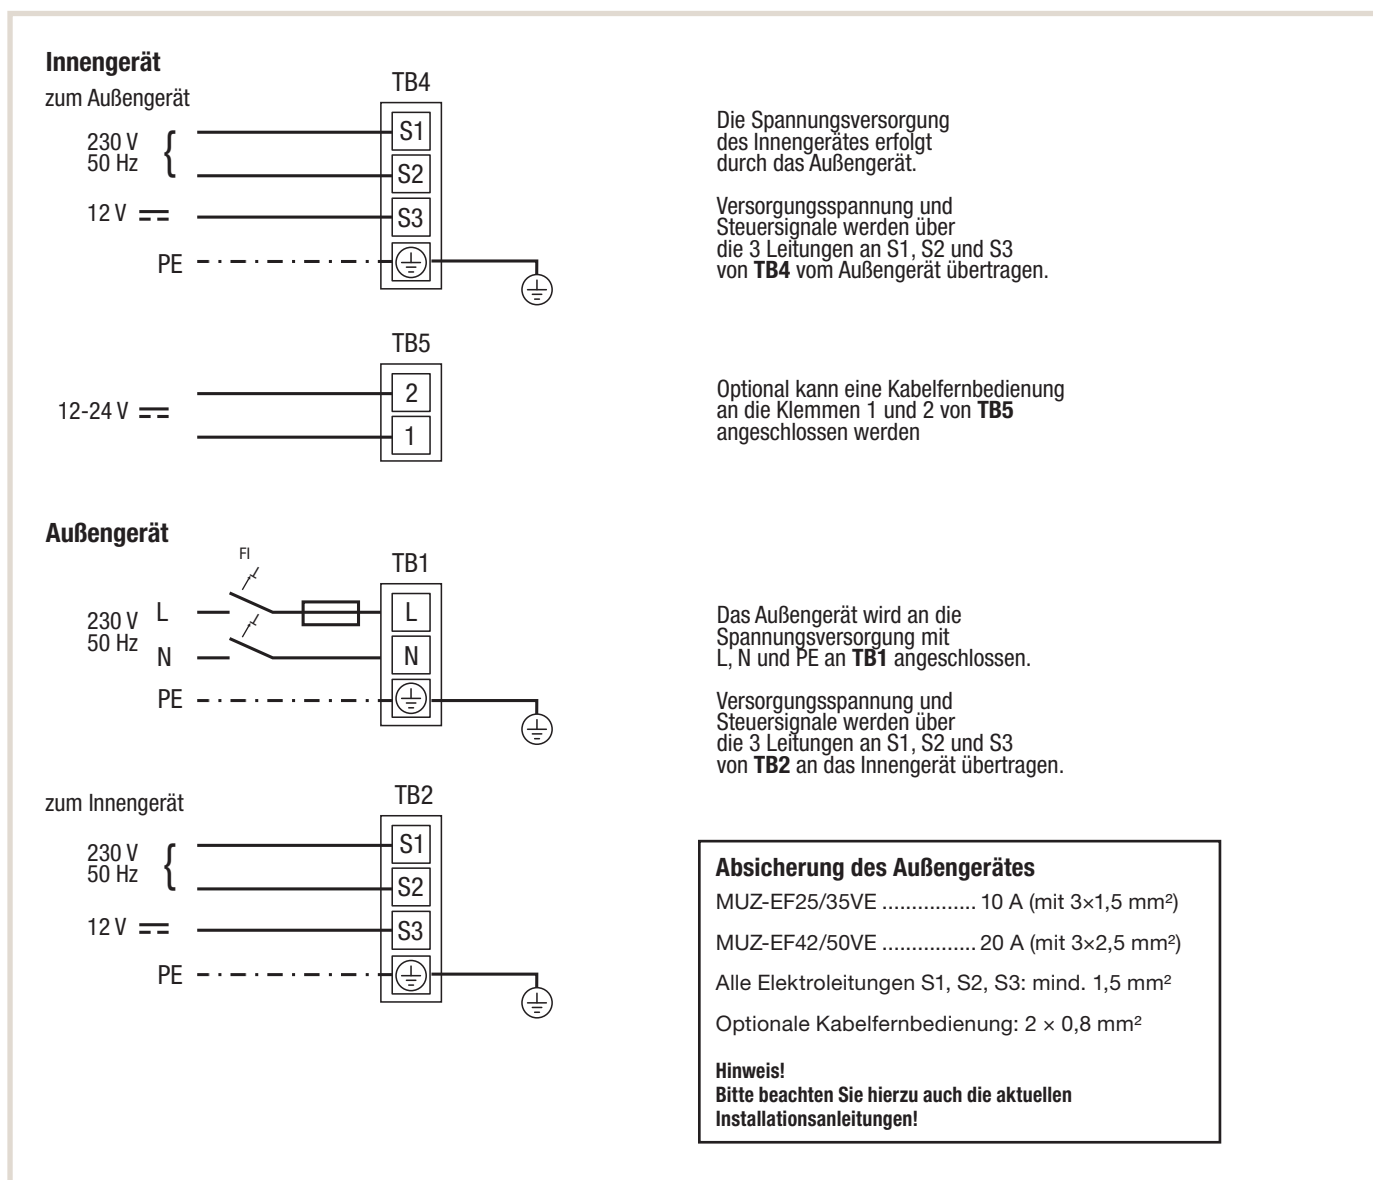 Innengerät
zum Außengerät
TB4
230 V
50 Hz
{
S1
S2
12 V
S3
PE
Die Spannungsversorgung
des Innengerätes erfolgt
durch das Außengerät.
Versorgungsspannung und
Steuersignale werden über
die 3 Leitungen an S1, S2 und S3
von TB4 vom Außengerät übertragen.
TB5
12-24 V
2
1
Optional kann eine Kabelfernbedienung
an die Klemmen 1 und 2 von TB5
angeschlossen werden
Außengerät
FI
TB1
230 V
50 Hz
L
L
N
N
PE
Das Außengerät wird an die
Spannungsversorgung mit
L, N und PE an TB1 angeschlossen.
Versorgungsspannung und
Steuersignale werden über
die 3 Leitungen an S1, S2 und S3
von TB2 an das Innengerät übertragen.
zum Innengerät
TB2
230 V
50 Hz
{
S1
S2
12 V
S3
PE
Absicherung des Außengerätes
MUZ-EF25/35VE ................ 10 A (mit 3×1,5 mm²)
MUZ-EF42/50VE ................ 20 A (mit 3×2,5 mm²)
Alle Elektroleitungen S1, S2, S3: mind. 1,5 mm²
Optionale Kabelfernbedienung: 2 × 0,8 mm²
Hinweis!
Bitte beachten Sie hierzu auch die aktuellen
Installationsanleitungen!